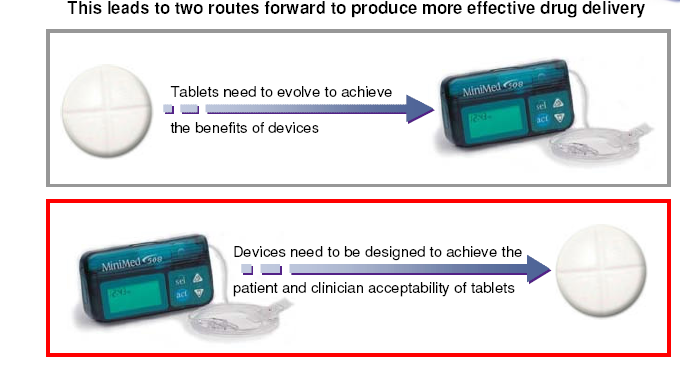 This leads to two routes forward to produce more effective drug delivery
Tablets need to evolve to achieve
the benefits of devices
MiniMed 508
sel
act
Devices need to be designed to achieve the
patient and clinician acceptability of tablets
MiniMed 508
sel
act